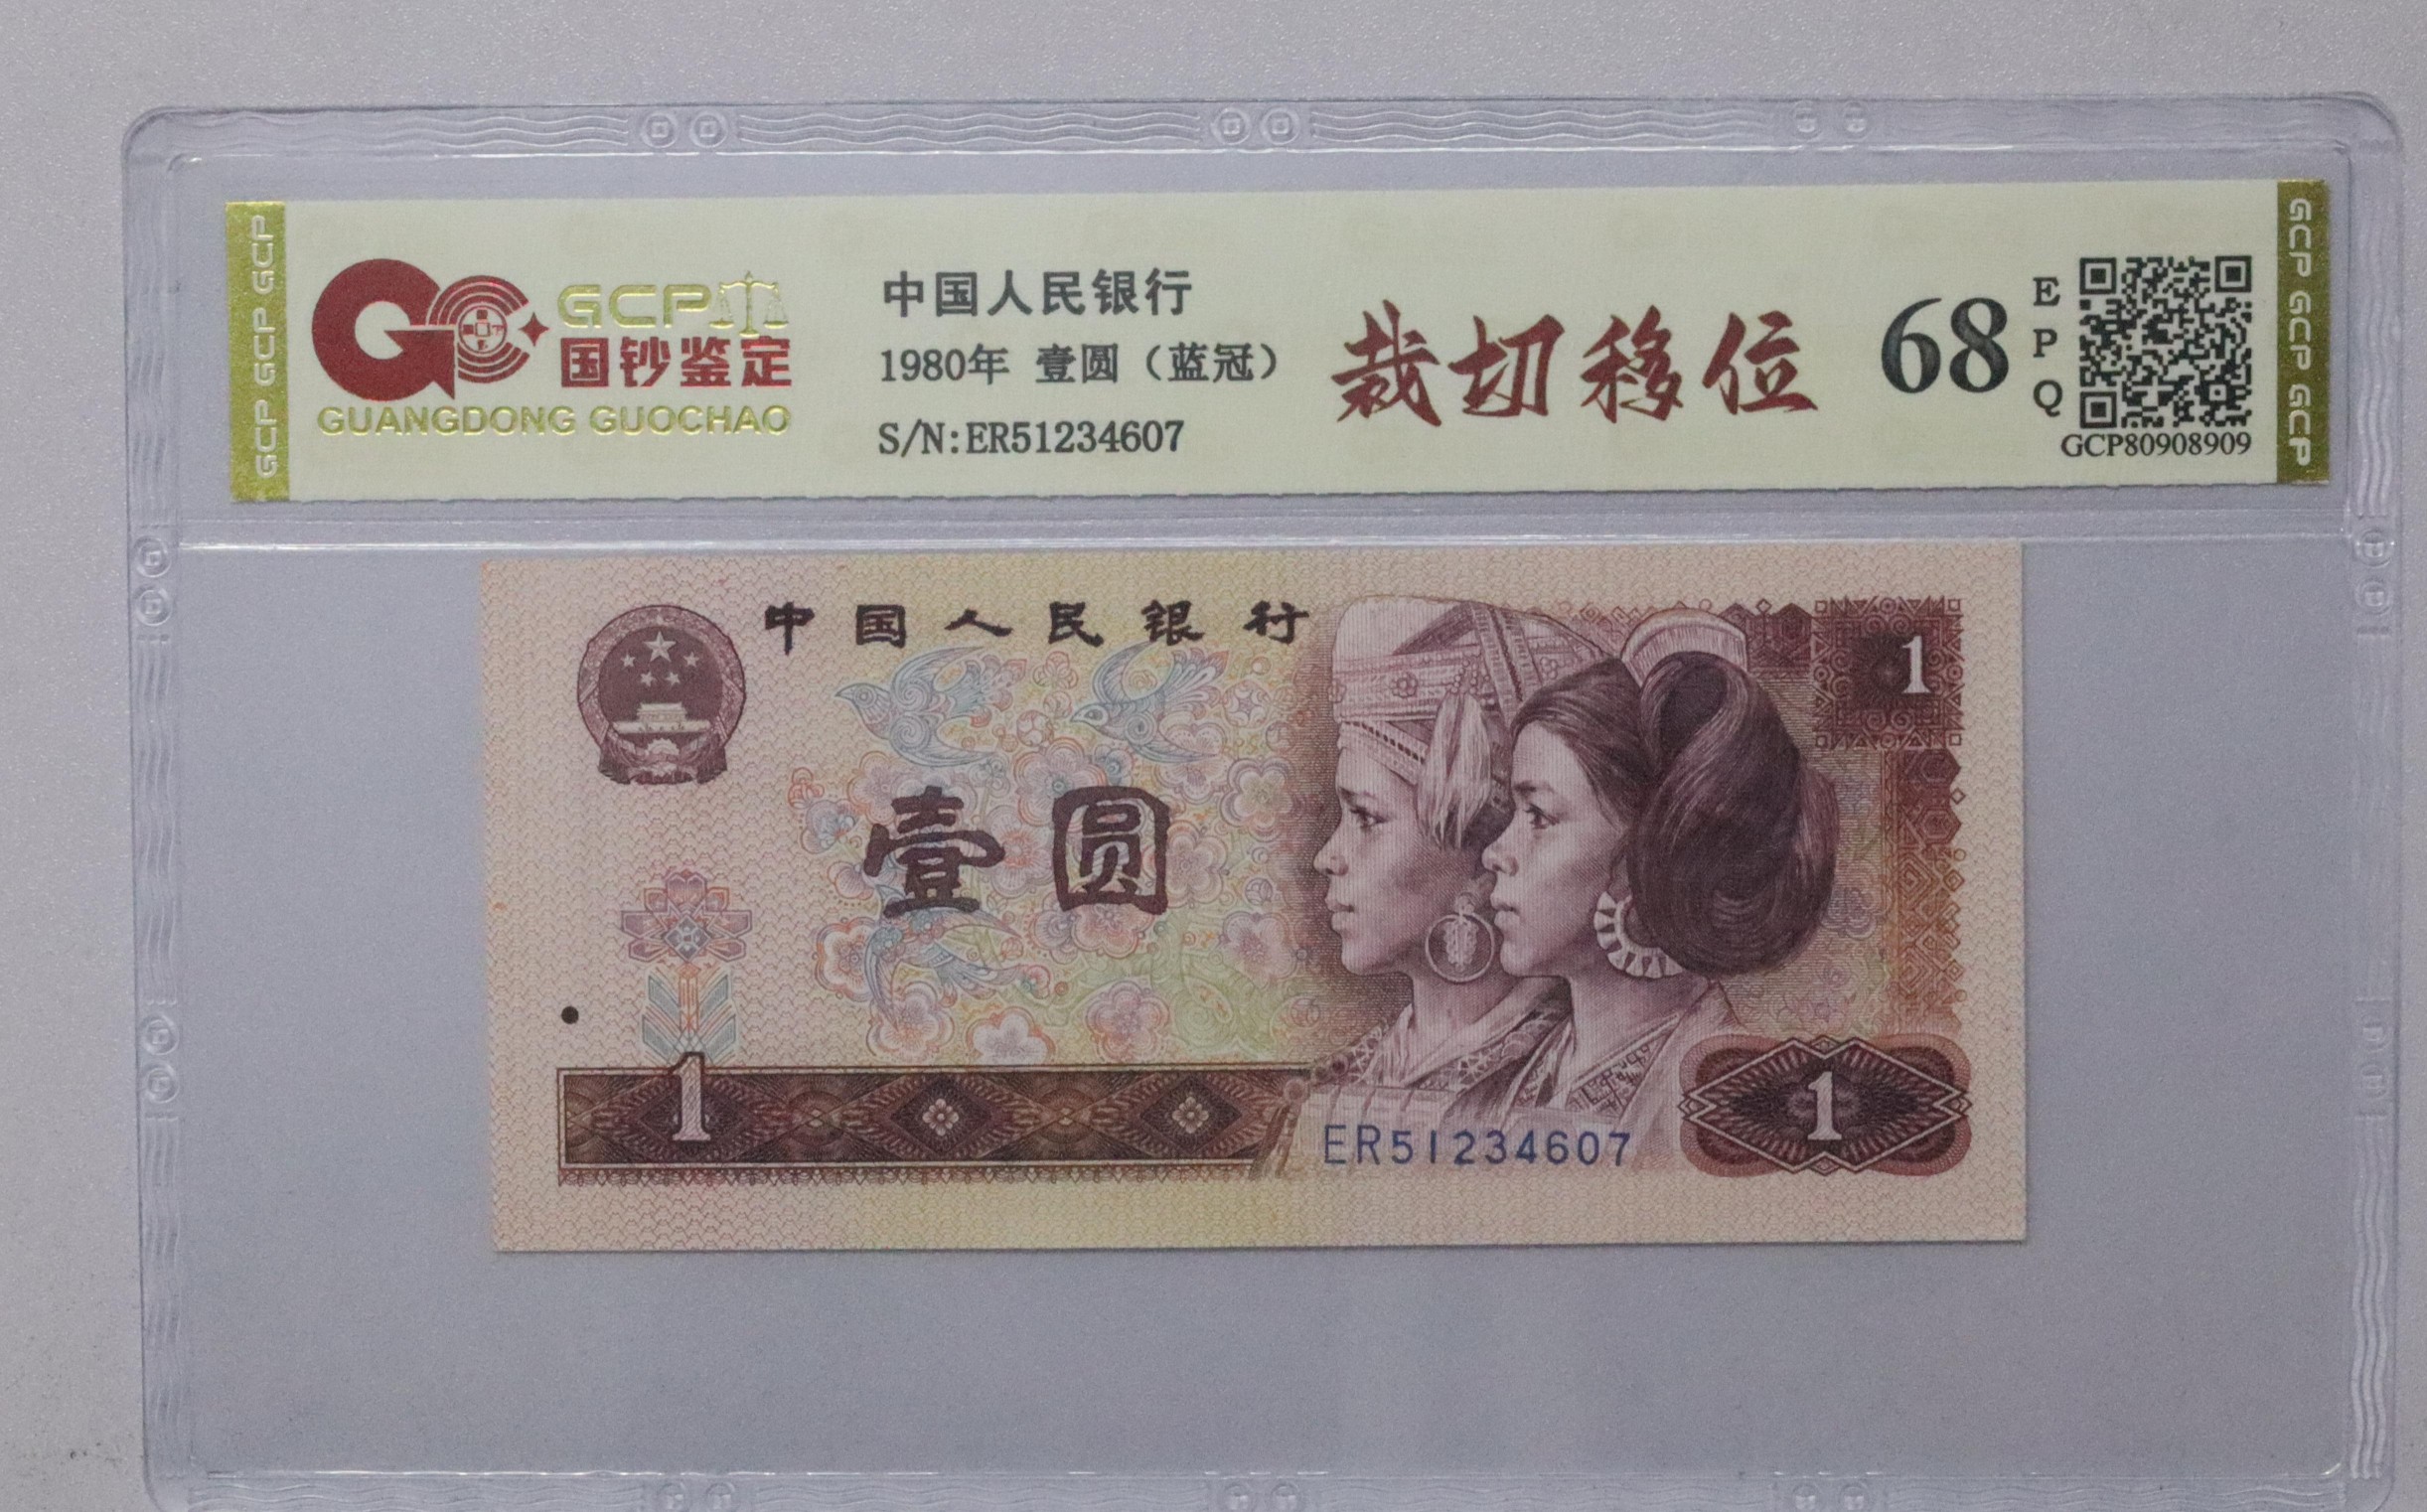 GCP GCP GCP
GCP
国钞鉴定
GUANGDONG GUOCHAO
中国人民银行
1980年 壹圆（蓝冠）
S/N:ER51234607
裁切移位
68
E
P
Q
GCP80908909
GCP GCP GCP
中国人民银行
1
壹圆
1
ER51234607
1